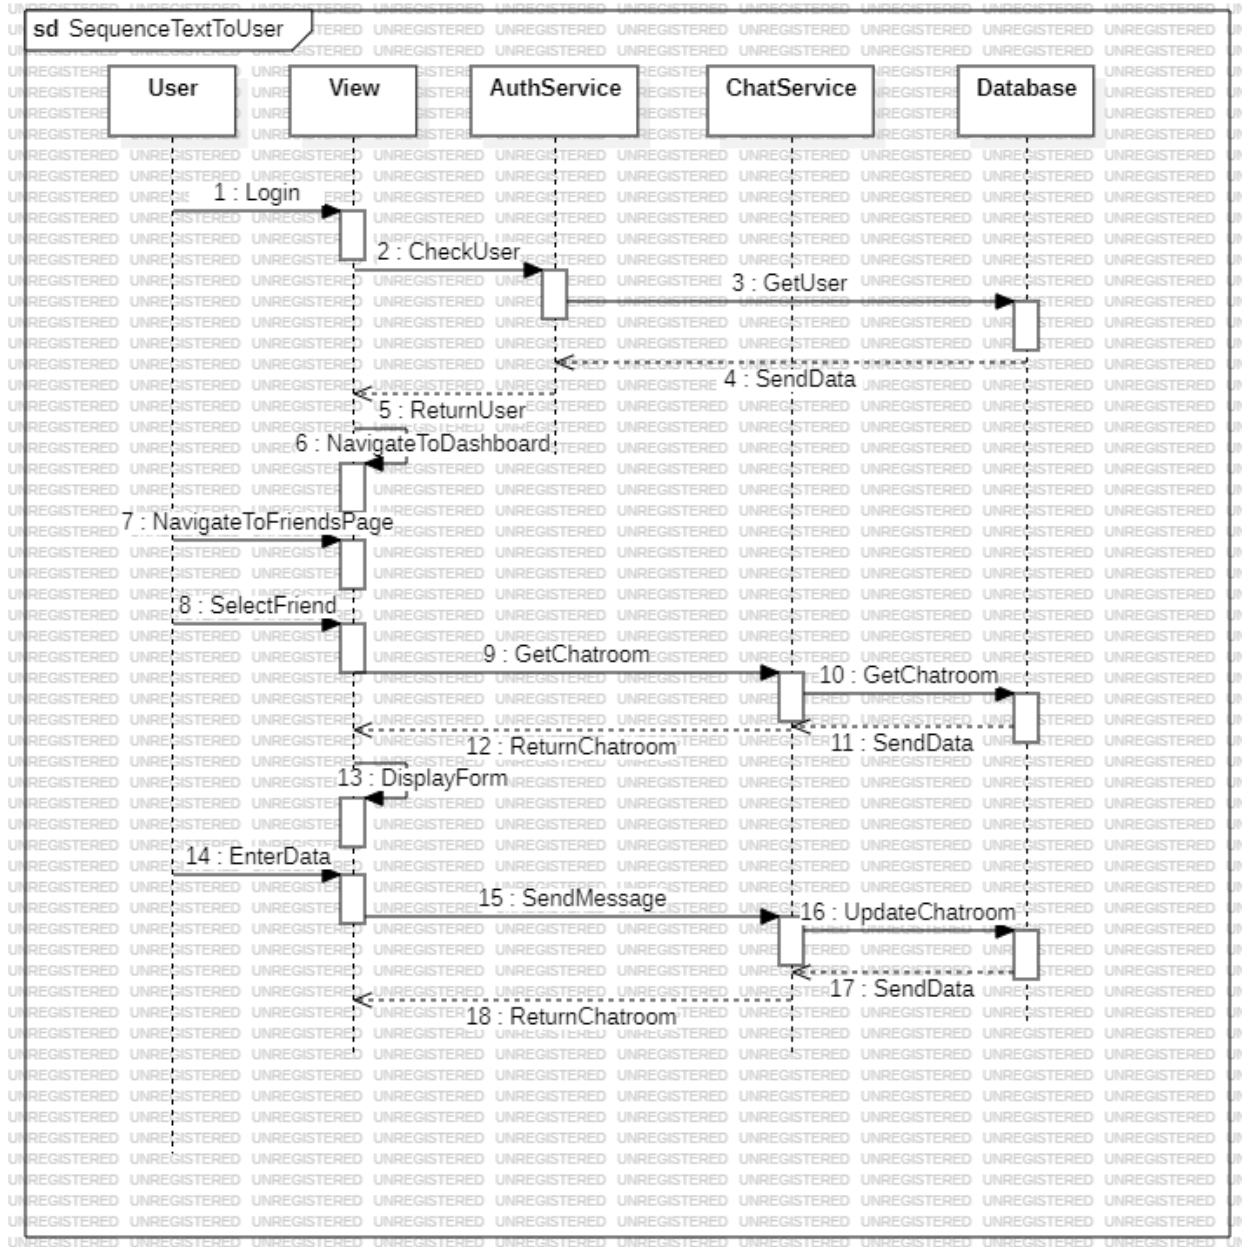 sd SequenceTextToUser
User
View
AuthService
ChatService
Database
1 : Login
2 : CheckUser
3 : GetUser
4 : SendData
5 : ReturnUser
6 : NavigateToDashboard
7 : NavigateToFriendsPage
8 : SelectFriend
9 : GetChatroom
10 : GetChatroom
11 : SendData
12 : ReturnChatroom
13 : DisplayForm
14 : EnterData
15 : SendMessage
16 : UpdateChatroom
17 : SendData
18 : ReturnChatroom
UNREGISTERED